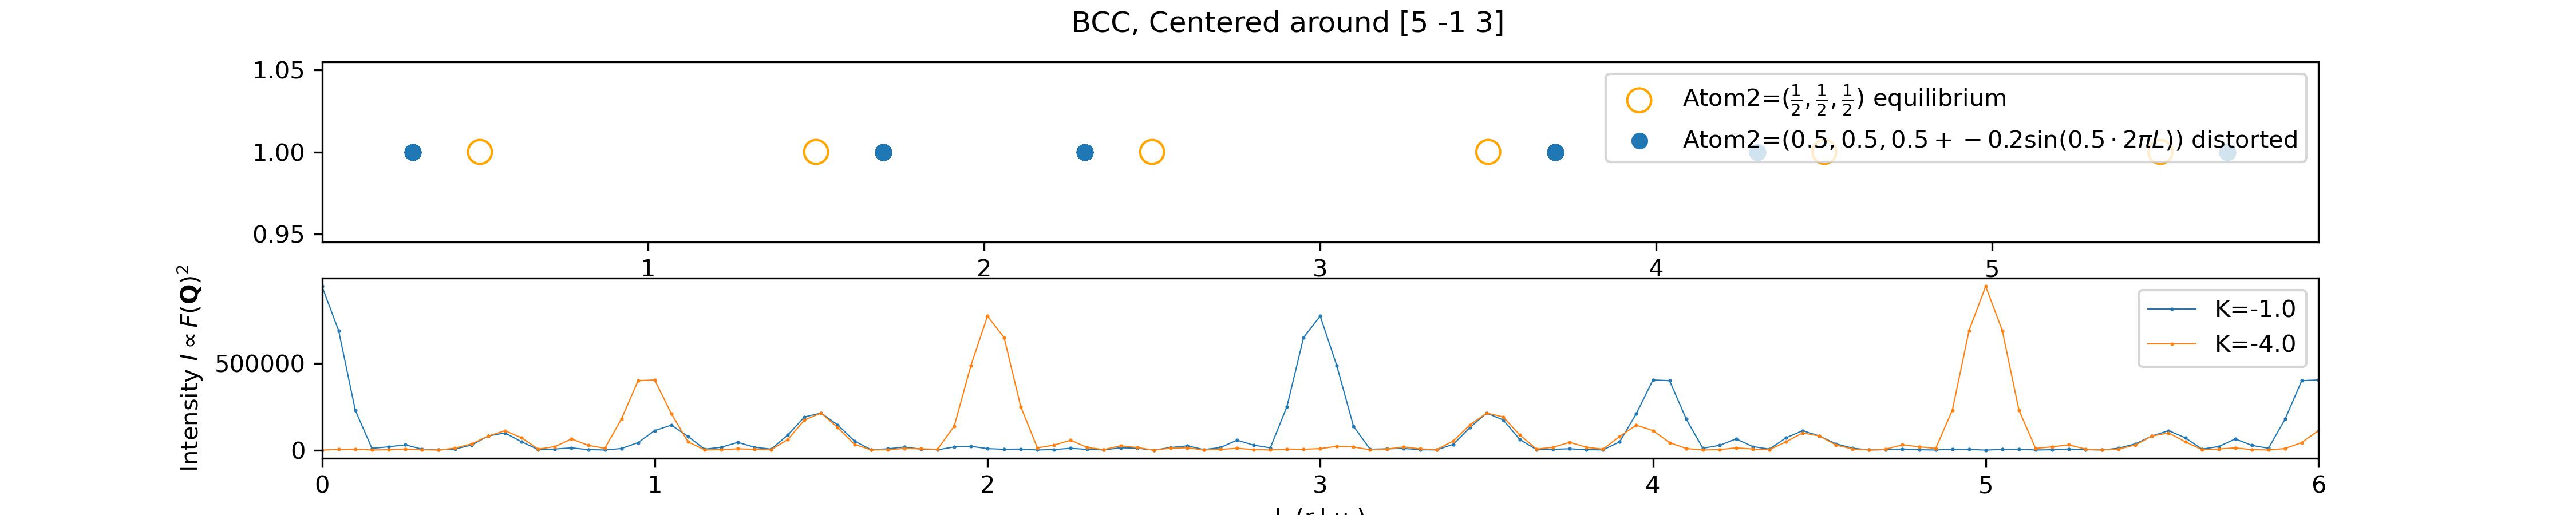 BCC, Centered around [5 -1 3]
1.05
1.00
0.95
Atom2=(1/2, 1/2, 1/2) equilibrium
Atom2=(0.5, 0.5, 0.5 + −0.2sin(0.5 · 2πL)) distorted
1 2 3 4 5
Intensity I ∝ F(Q)²
500000
0
K=-1.0
K=-4.0
0 1 2 3 4 5 6